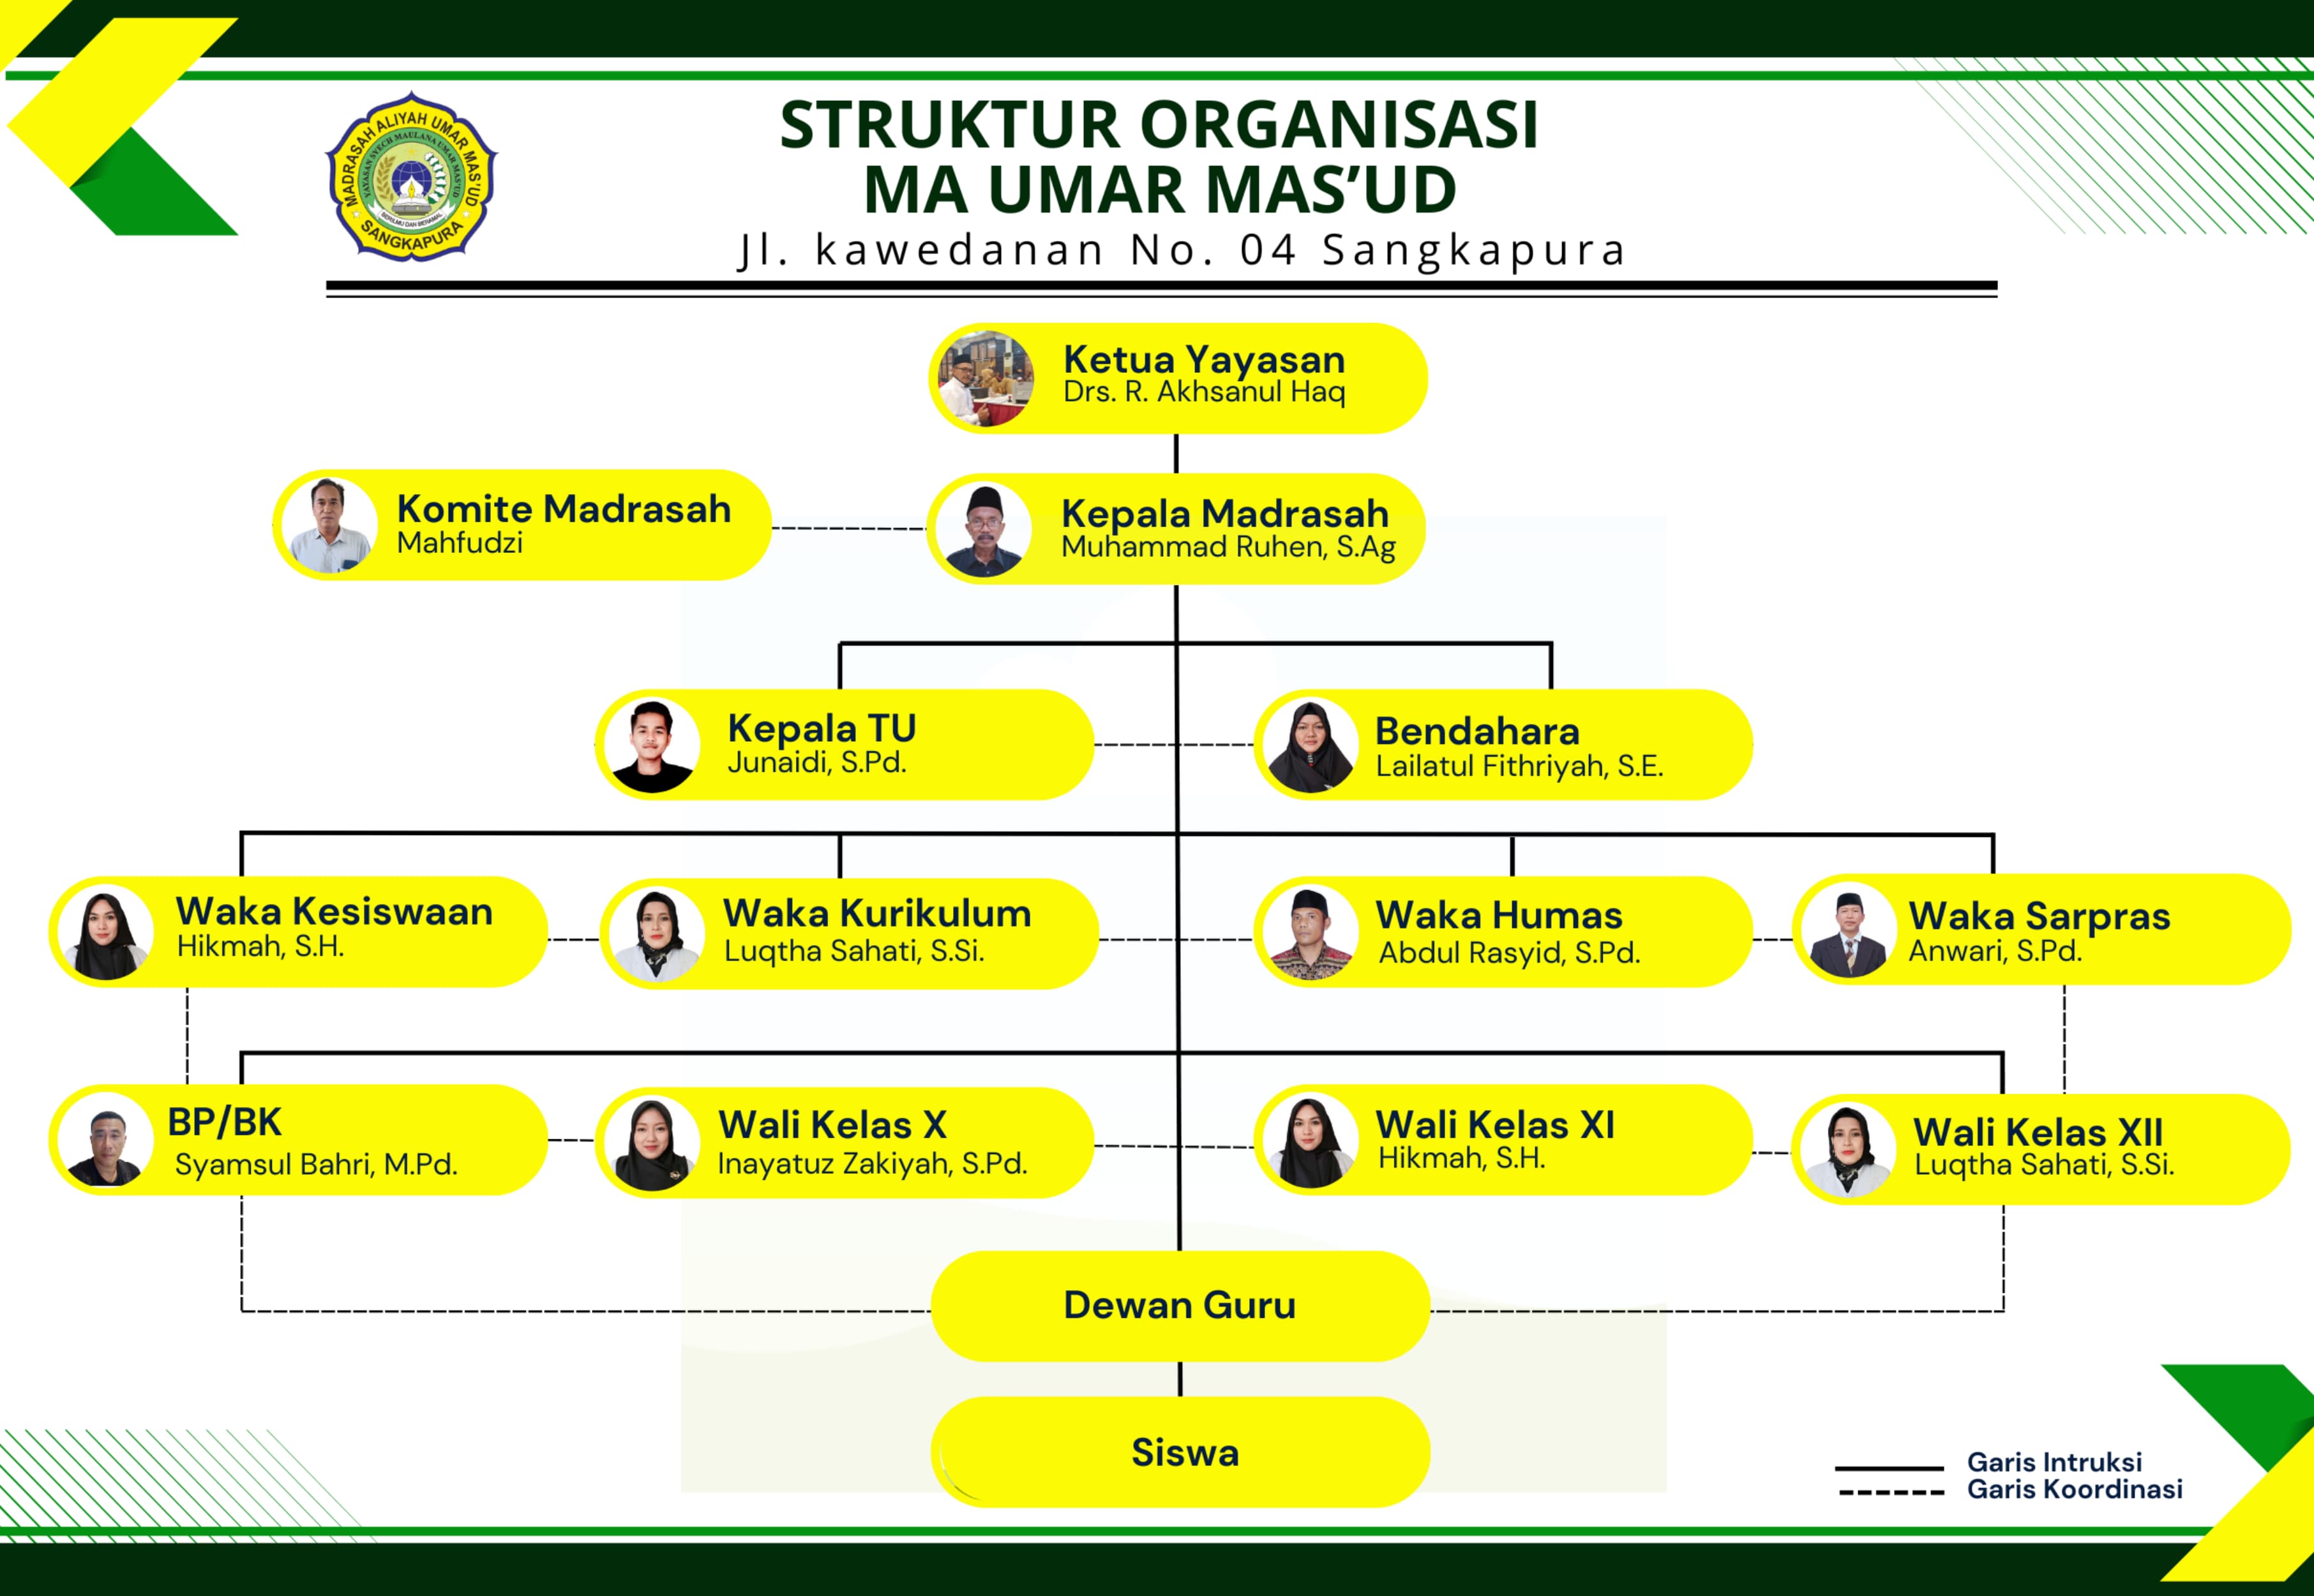 STRUKTUR ORGANISASI
MA UMAR MAS’UD
Jl. kawedanan No. 04 Sangkapura
MADRASAH ALIYAH UMAR MAS'UD
YAYASAN SYECH MAULANA UMAR MAS'UD
BERILMU DAN BERAMAL
SANGKAPURA
Ketua Yayasan
Drs. R. Akhsanul Haq
Komite Madrasah
Mahfudzi
Kepala Madrasah
Muhammad Ruhen, S.Ag
Kepala TU
Junaidi, S.Pd.
Bendahara
Lailatul Fithriyah, S.E.
Waka Kesiswaan
Hikmah, S.H.
Waka Kurikulum
Luqtha Sahati, S.Si.
Waka Humas
Abdul Rasyid, S.Pd.
Waka Sarpras
Anwari, S.Pd.
BP/BK
Syamsul Bahri, M.Pd.
Wali Kelas X
Inayatuz Zakiyah, S.Pd.
Wali Kelas XI
Hikmah, S.H.
Wali Kelas XII
Luqtha Sahati, S.Si.
Dewan Guru
Siswa
Garis Intruksi
Garis Koordinasi